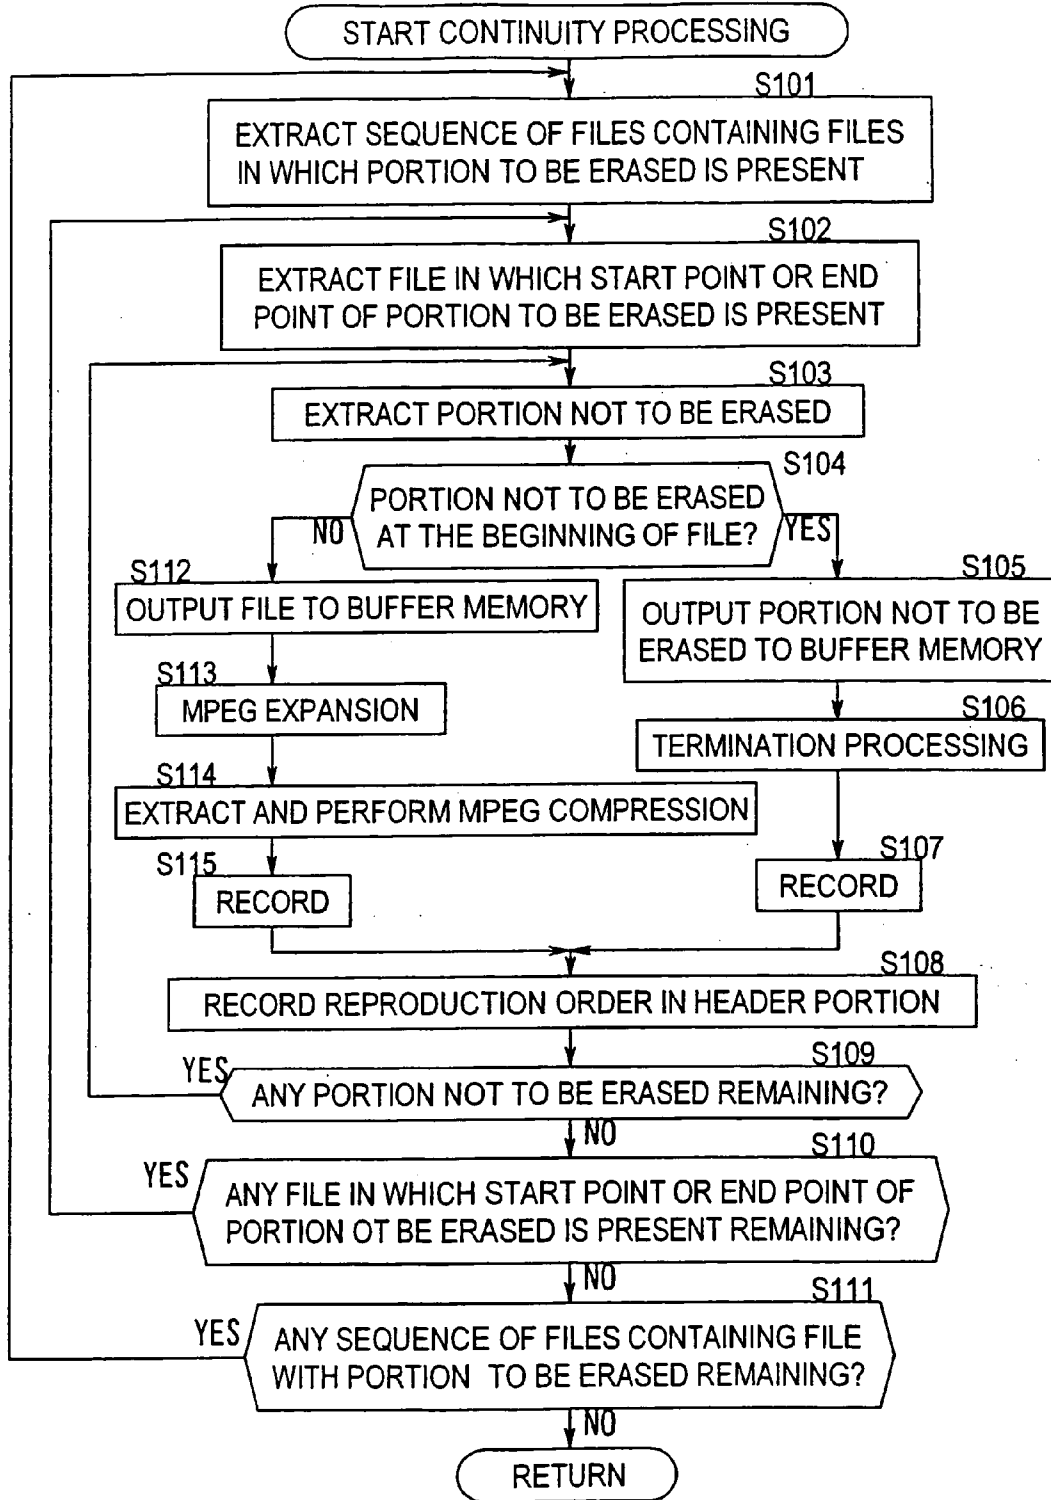 START CONTINUITY PROCESSING
S101
EXTRACT SEQUENCE OF FILES CONTAINING FILES
IN WHICH PORTION TO BE ERASED IS PRESENT
S102
EXTRACT FILE IN WHICH START POINT OR END
POINT OF PORTION TO BE ERASED IS PRESENT
S103
EXTRACT PORTION NOT TO BE ERASED
S104
PORTION NOT TO BE ERASED
AT THE BEGINNING OF FILE?
NO
YES
S112
OUTPUT FILE TO BUFFER MEMORY
S113
MPEG EXPANSION
S114
EXTRACT AND PERFORM MPEG COMPRESSION
S115
RECORD
S105
OUTPUT PORTION NOT TO BE
ERASED TO BUFFER MEMORY
S106
TERMINATION PROCESSING
S107
RECORD
S108
RECORD REPRODUCTION ORDER IN HEADER PORTION
S109
YES
ANY PORTION NOT TO BE ERASED REMAINING?
NO
S110
YES
ANY FILE IN WHICH START POINT OR END POINT OF
PORTION OT BE ERASED IS PRESENT REMAINING?
NO
S111
YES
ANY SEQUENCE OF FILES CONTAINING FILE
WITH PORTION TO BE ERASED REMAINING?
NO
RETURN